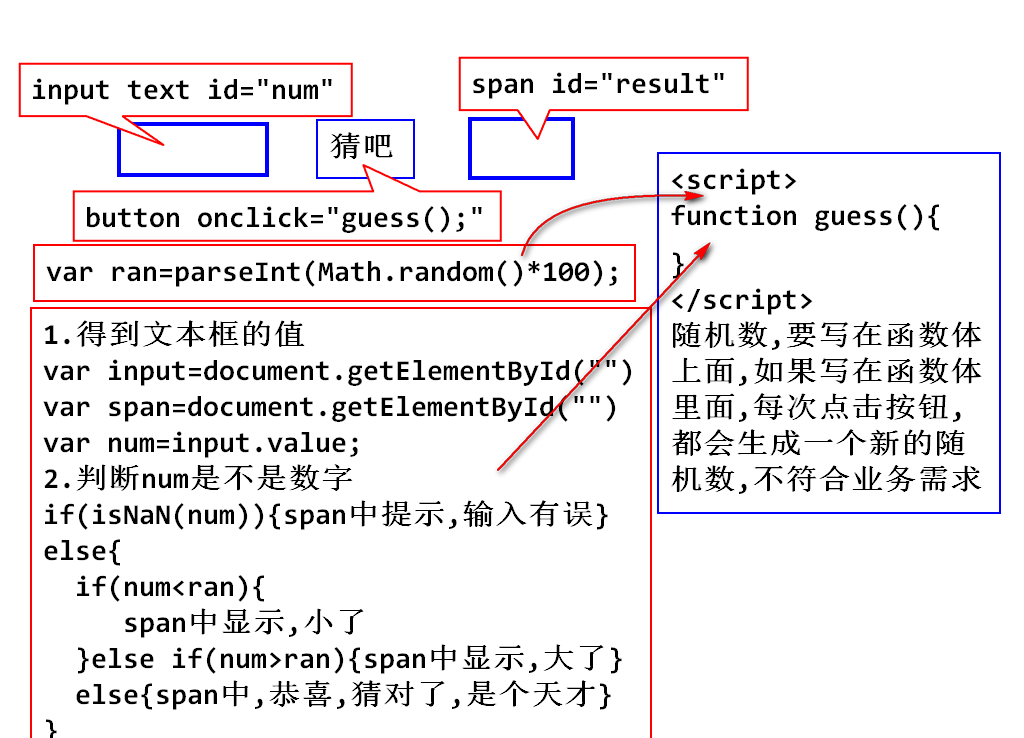 input text id="num"
span id="result"
猜吧
button onclick="guess();"
var ran=parseInt(Math.random()*100);
1.得到文本框的值
var input=document.getElementById("")
var span=document.getElementById("")
var num=input.value;
2.判断num是不是数字
if(isNaN(num)){span中提示,输入有误}
else{
  if(num<ran){
     span中显示,小了
  }else if(num>ran){span中显示,大了}
  else{span中,恭喜,猜对了,是个天才}
}
<script>
function guess(){
}
</script>
随机数,要写在函数体
上面,如果写在函数体
里面,每次点击按钮,
都会生成一个新的随
机数,不符合业务需求